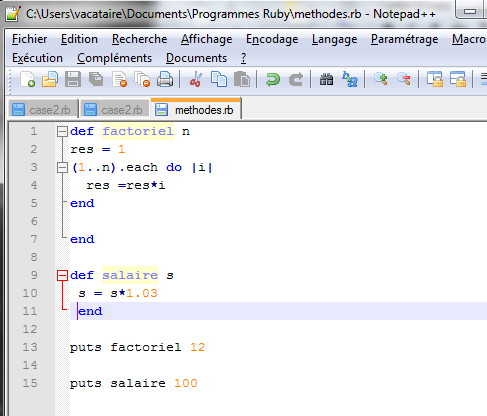 C:\Users\vacataire\Documents\Programmes Ruby\methodes.rb - Notepad++
Fichier Edition Recherche Affichage Encodage Langage Paramétrage Macro
Exécution Compléments Documents ?
case2.rb case2.rb methodes.rb
1 def factoriel n
2 res = 1
3 (1..n).each do |i|
4 res =res*i
5 end
6
7 end
8
9 def salaire s
10 s = s*1.03
11 end
12
13 puts factoriel 12
14
15 puts salaire 100